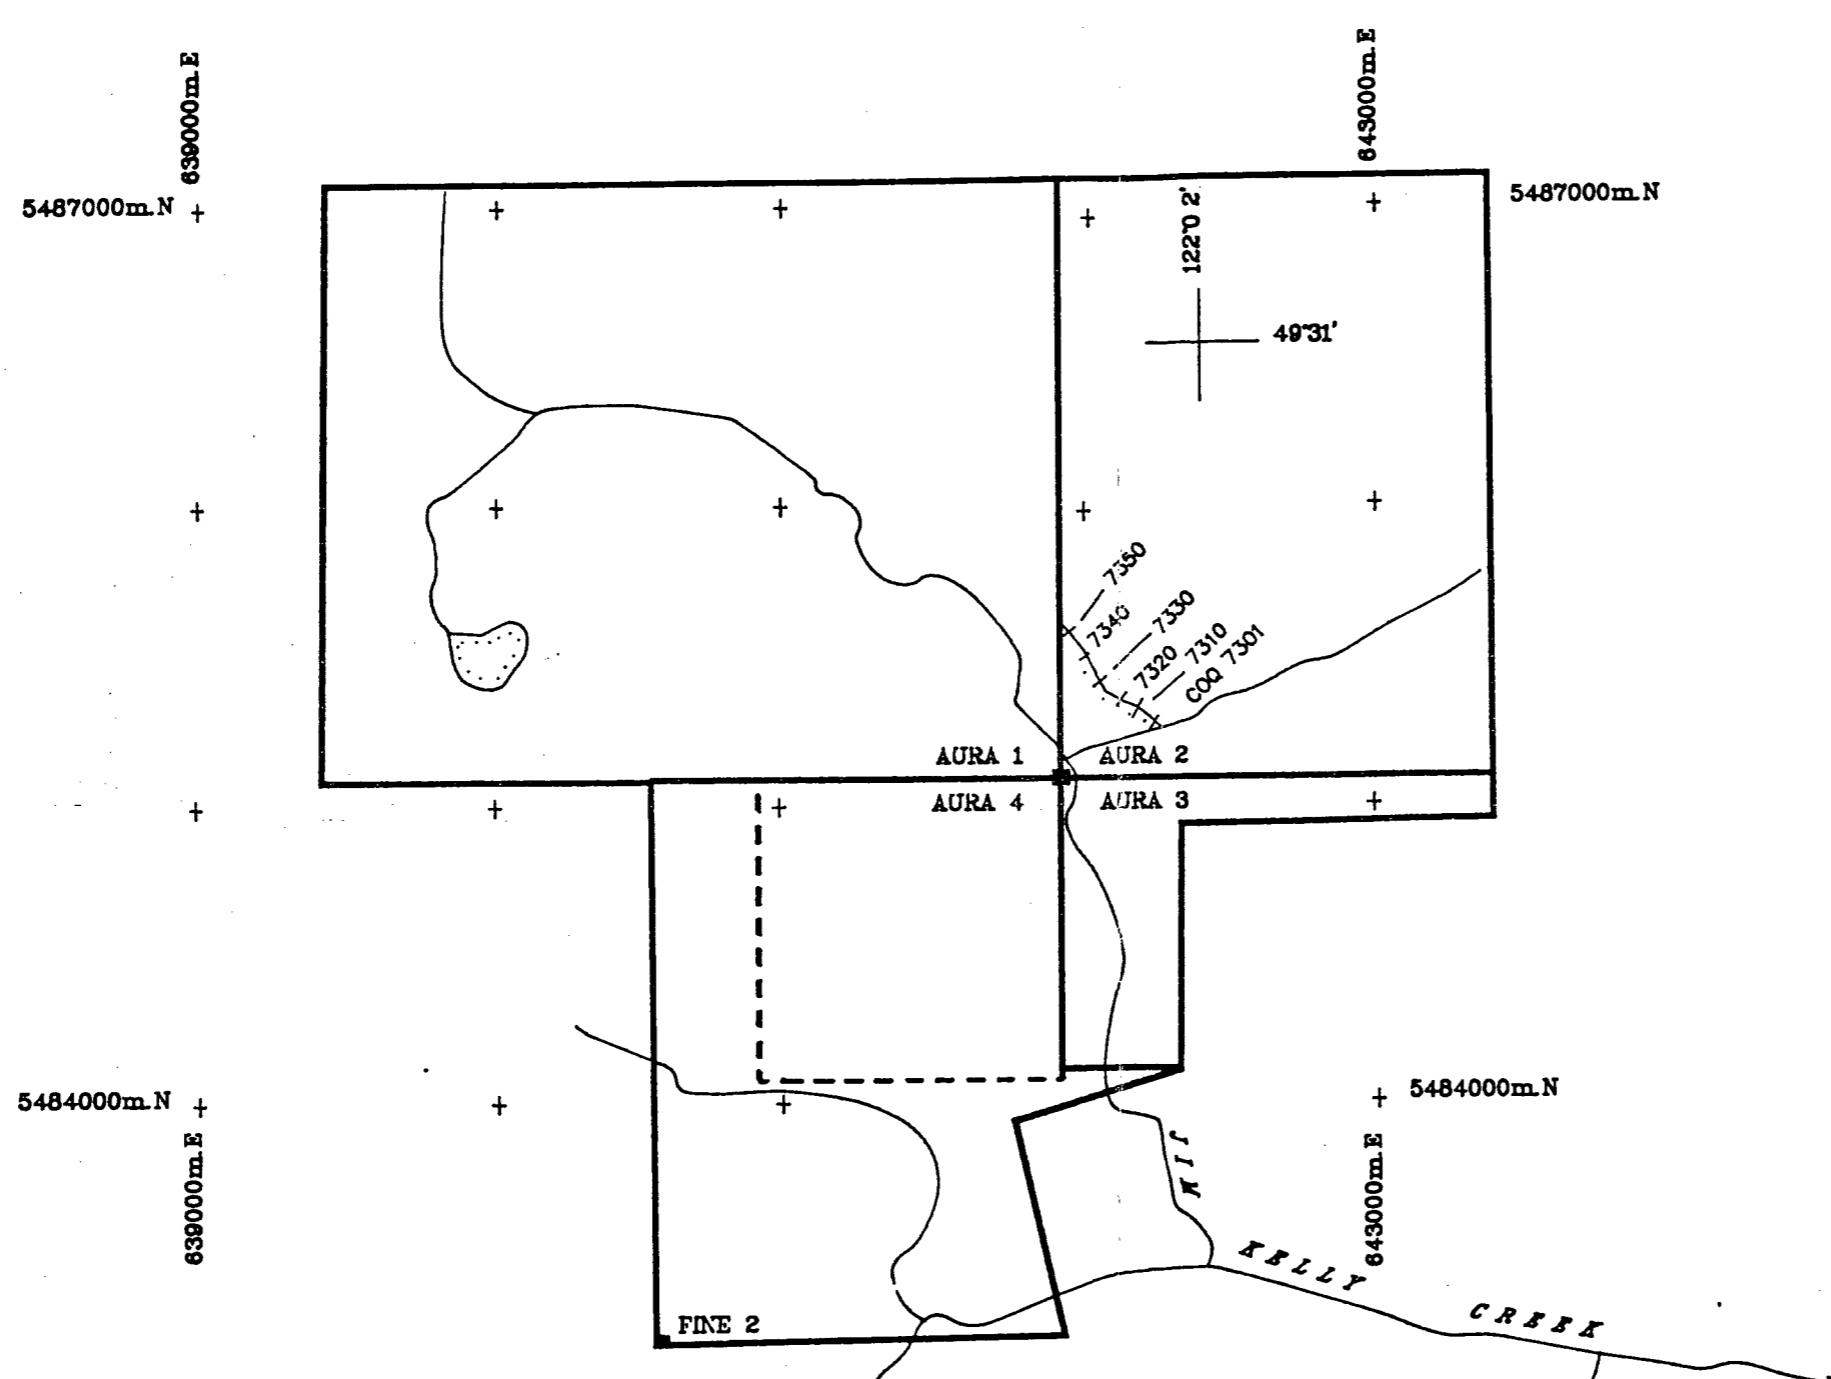 639000m.E
643000m.E
5487000m.N
5487000m.N
122°0 2'
49°31'
7350
7340
7330
7320
7310
COQ 7301
AURA 1
AURA 2
AURA 4
AURA 3
5484000m.N
5484000m.N
639000m.E
643000m.E
JIM
KELLY
CREEK
FINE 2